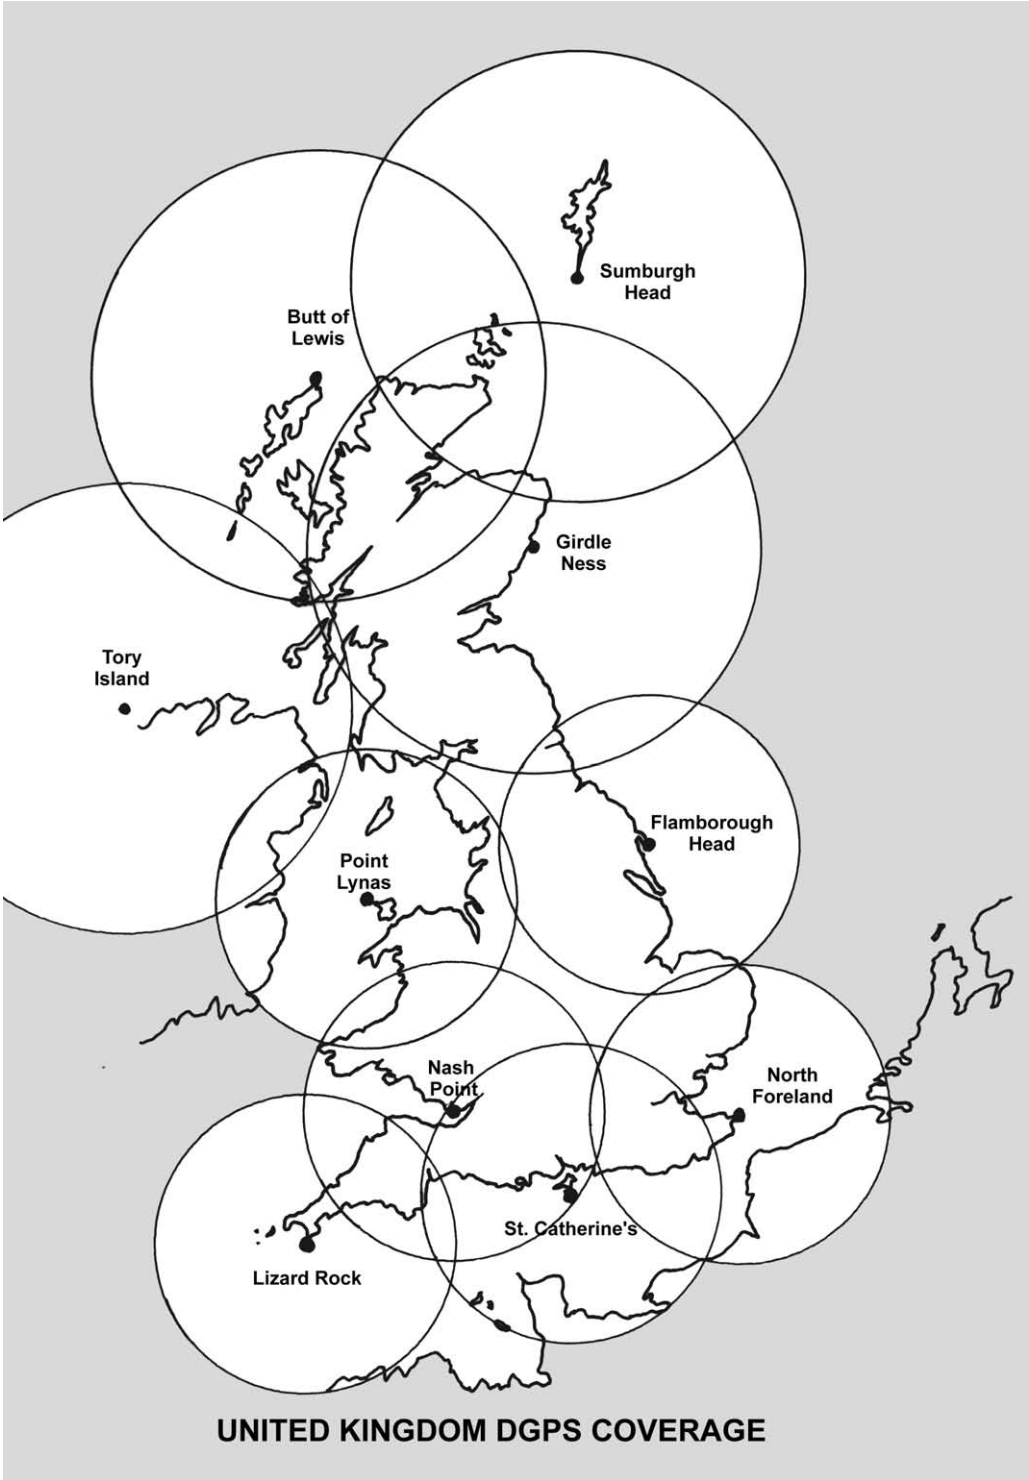 Sumburgh
Head
Butt of
Lewis
Girdle
Ness
Tory
Island
Flamborough
Head
Point
Lynas
Nash
Point
North
Foreland
St. Catherine's
Lizard Rock
UNITED KINGDOM DGPS COVERAGE